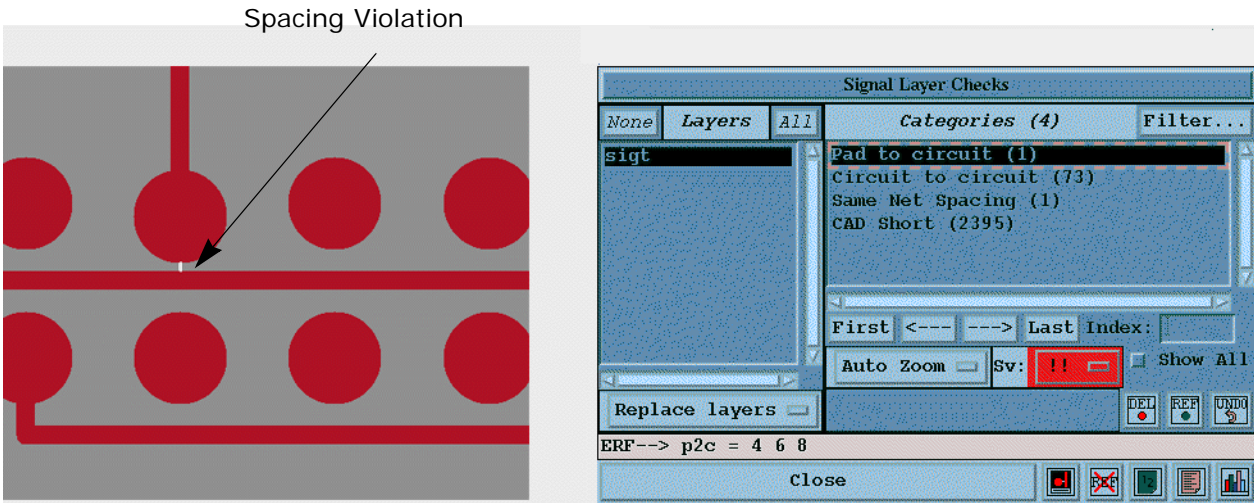 Spacing Violation
Signal Layer Checks
None Layers All Categories (4) Filter...
sigt
Pad to circuit (1)
Circuit to circuit (73)
Same Net Spacing (1)
CAD Short (2395)
First <--- ---> Last Index:
Auto Zoom Sv: !! Show All
Replace layers DEL REF UNDO
ERF--> p2c = 4 6 8
Close REF 12